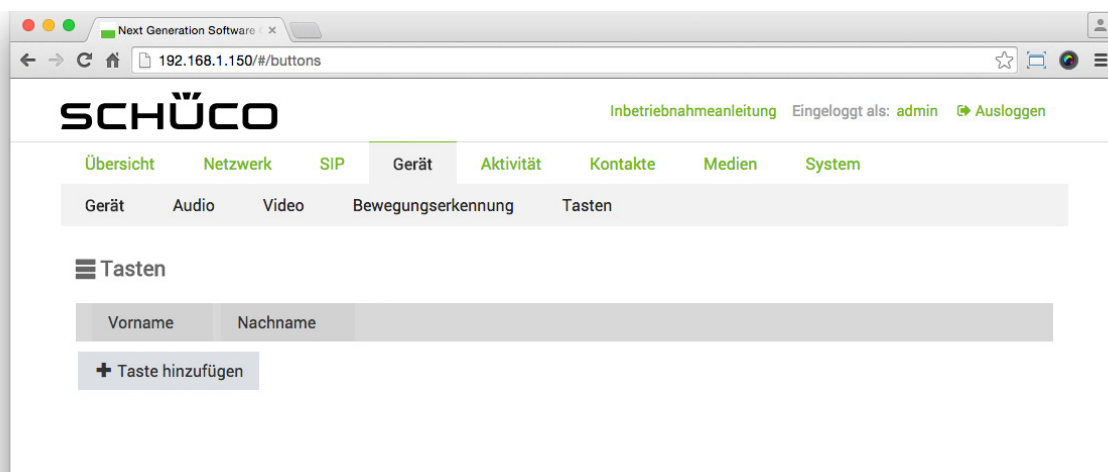 Next Generation Software
192.168.1.150/#/buttons
SCHÜCO
Inbetriebnahmeanleitung Eingeloggt als: admin Ausloggen
Übersicht Netzwerk SIP Gerät Aktivität Kontakte Medien System
Gerät Audio Video Bewegungserkennung Tasten
Tasten
Vorname Nachname
Taste hinzufügen